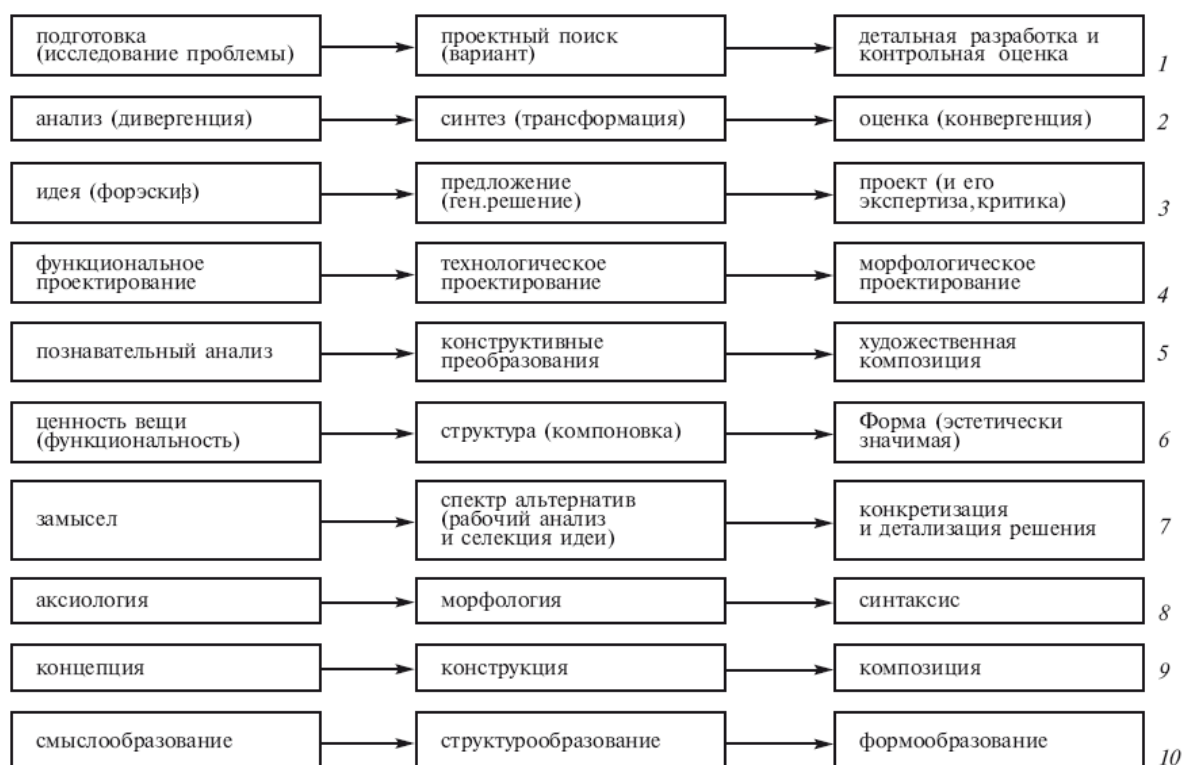 подготовка
(исследование проблемы)
проектный поиск
(вариант)
детальная разработка и
контрольная оценка
1
анализ (дивергенция)
синтез (трансформация)
оценка (конвергенция)
2
идея (форэскиз)
предложение
(ген.решение)
проект (и его
экспертиза,критика)
3
функциональное
проектирование
технологическое
проектирование
морфологическое
проектирование
4
познавательный анализ
конструктивные
преобразования
художественная
композиция
5
ценность вещи
(функциональность)
структура (компоновка)
Форма (эстетически
значимая)
6
замысел
спектр альтернатив
(рабочий анализ
и селекция идеи)
конкретизация
и детализация решения
7
аксиология
морфология
синтаксис
8
концепция
конструкция
композиция
9
смыслообразование
структурообразование
формообразование
10